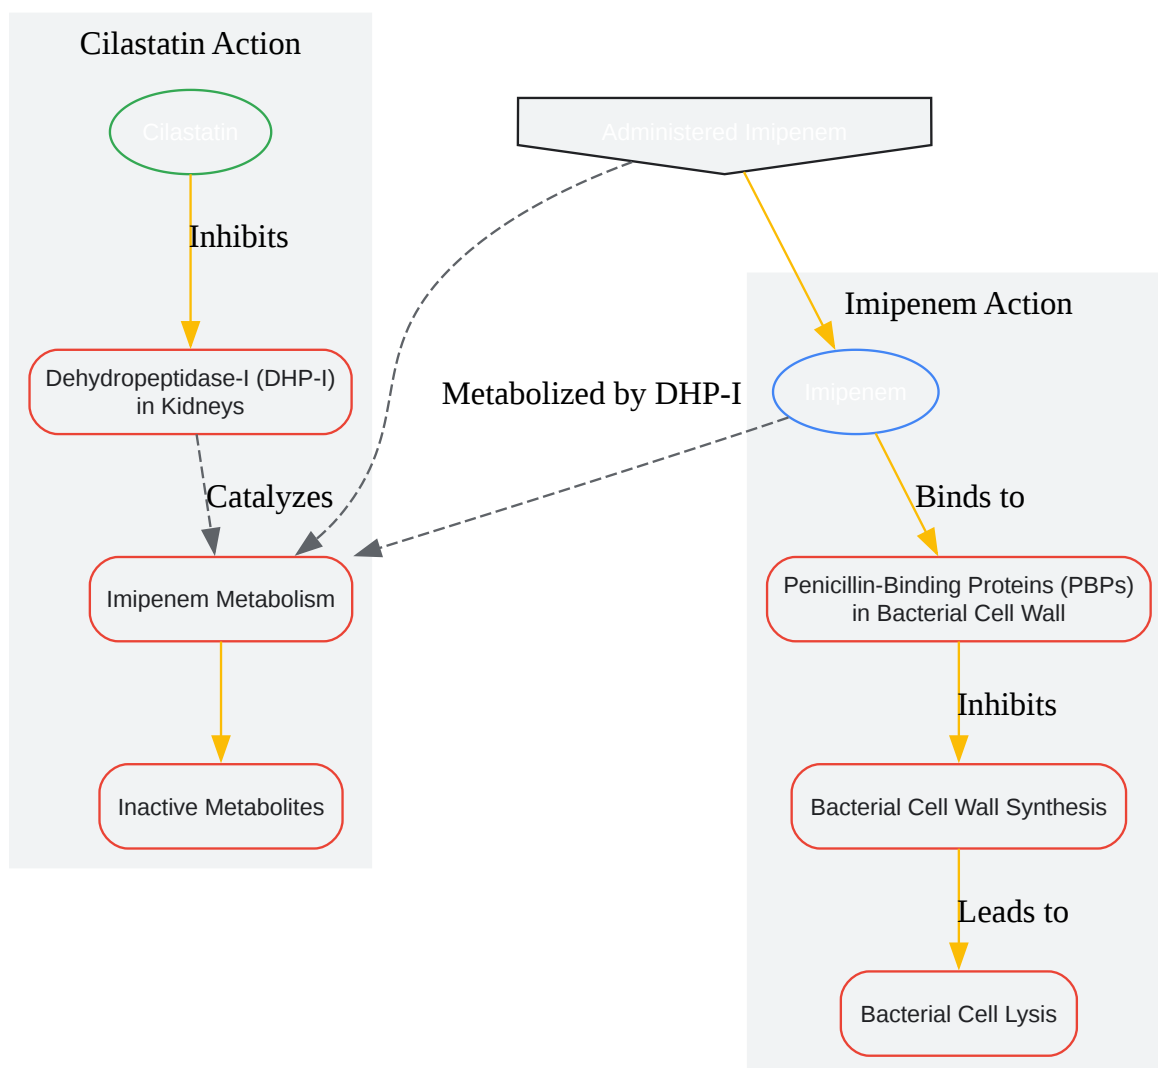 Cilastatin Action
Cilastatin
Administered Imipenem
Inhibits
Imipenem Action
Dehydropeptidase-I (DHP-I)
in Kidneys
Metabolized by DHP-I
Imipenem
Catalyzes
Binds to
Imipenem Metabolism
Penicillin-Binding Proteins (PBPs)
in Bacterial Cell Wall
Inhibits
Inactive Metabolites
Bacterial Cell Wall Synthesis
Leads to
Bacterial Cell Lysis